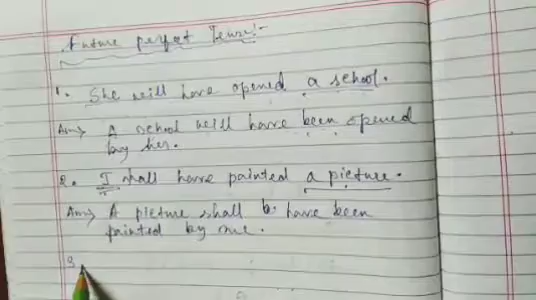 Future perfect Tense:-
1. She will have opened a school.
Ans→ A school will have been opened
by her.
2. I shall have painted a picture.
Ans→ A picture shall b. have been
painted by me.
3